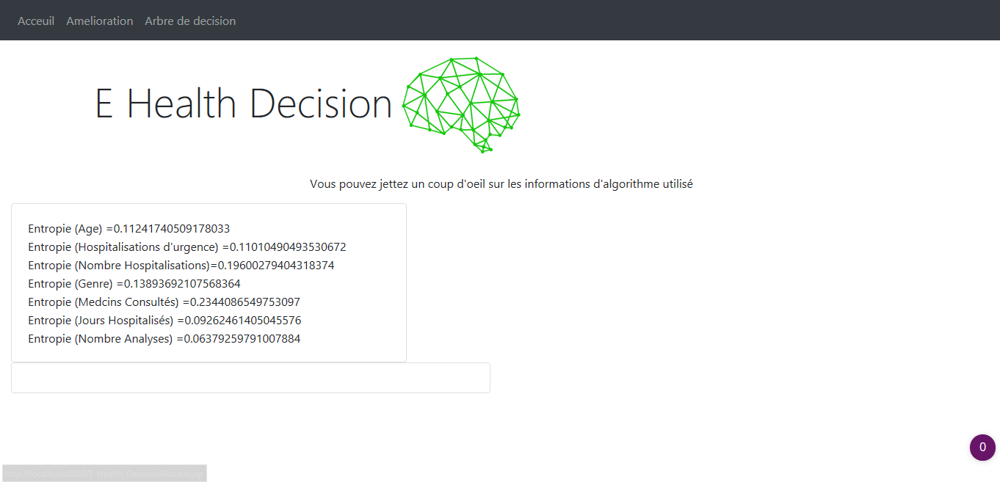 Acceuil Amelioration Arbre de decision
E Health Decision
Vous pouvez jettez un coup d'oeil sur les informations d'algorithme utilisé
Entropie (Age) =0.11241740509178033
Entropie (Hospitalisations d'urgence) =0.11010490493530672
Entropie (Nombre Hospitalisations)=0.19600279404318374
Entropie (Genre) =0.13893692107568364
Entropie (Medcins Consultés) =0.2344086549753097
Entropie (Jours Hospitalisés) =0.09262461405045576
Entropie (Nombre Analyses) =0.06379259791007884
0
http://localhost:8080/E-Health_Decision/Acceuil.jsp